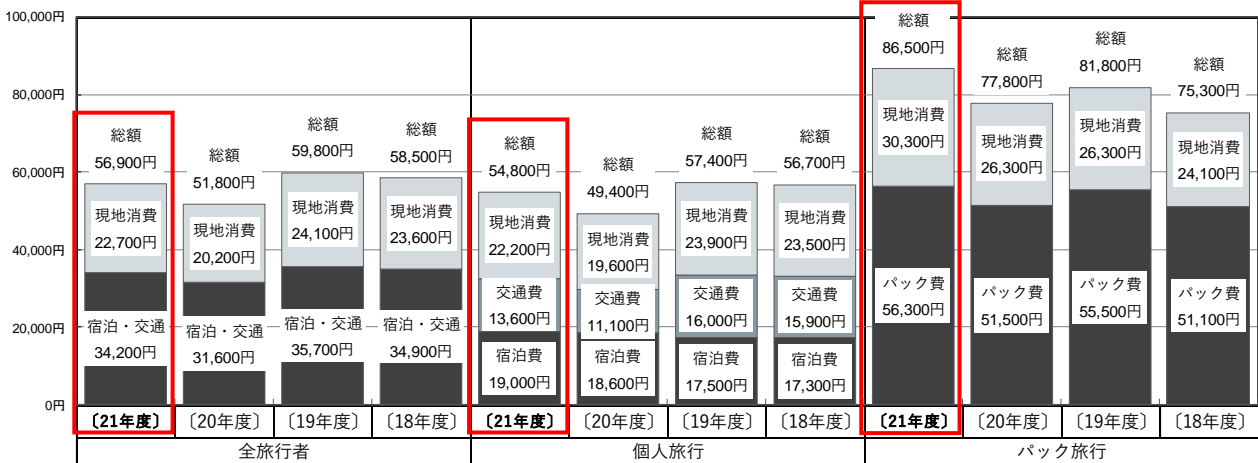 100,000円
80,000円
60,000円
40,000円
20,000円
0円
総額
56,900円
現地消費
22,700円
宿泊・交通
34,200円
総額
51,800円
現地消費
20,200円
宿泊・交通
31,600円
総額
59,800円
現地消費
24,100円
宿泊・交通
35,700円
総額
58,500円
現地消費
23,600円
宿泊・交通
34,900円
総額
54,800円
現地消費
22,200円
交通費
13,600円
宿泊費
19,000円
総額
49,400円
現地消費
19,600円
交通費
11,100円
宿泊費
18,600円
総額
57,400円
現地消費
23,900円
交通費
16,000円
宿泊費
17,500円
総額
56,700円
現地消費
23,500円
交通費
15,900円
宿泊費
17,300円
総額
86,500円
現地消費
30,300円
パック費
56,300円
総額
77,800円
現地消費
26,300円
パック費
51,500円
総額
81,800円
現地消費
26,300円
パック費
55,500円
総額
75,300円
現地消費
24,100円
パック費
51,100円
〔21年度〕 〔20年度〕 〔19年度〕 〔18年度〕 〔21年度〕 〔20年度〕 〔19年度〕 〔18年度〕 〔21年度〕 〔20年度〕 〔19年度〕 〔18年度〕
全旅行者 個人旅行 パック旅行